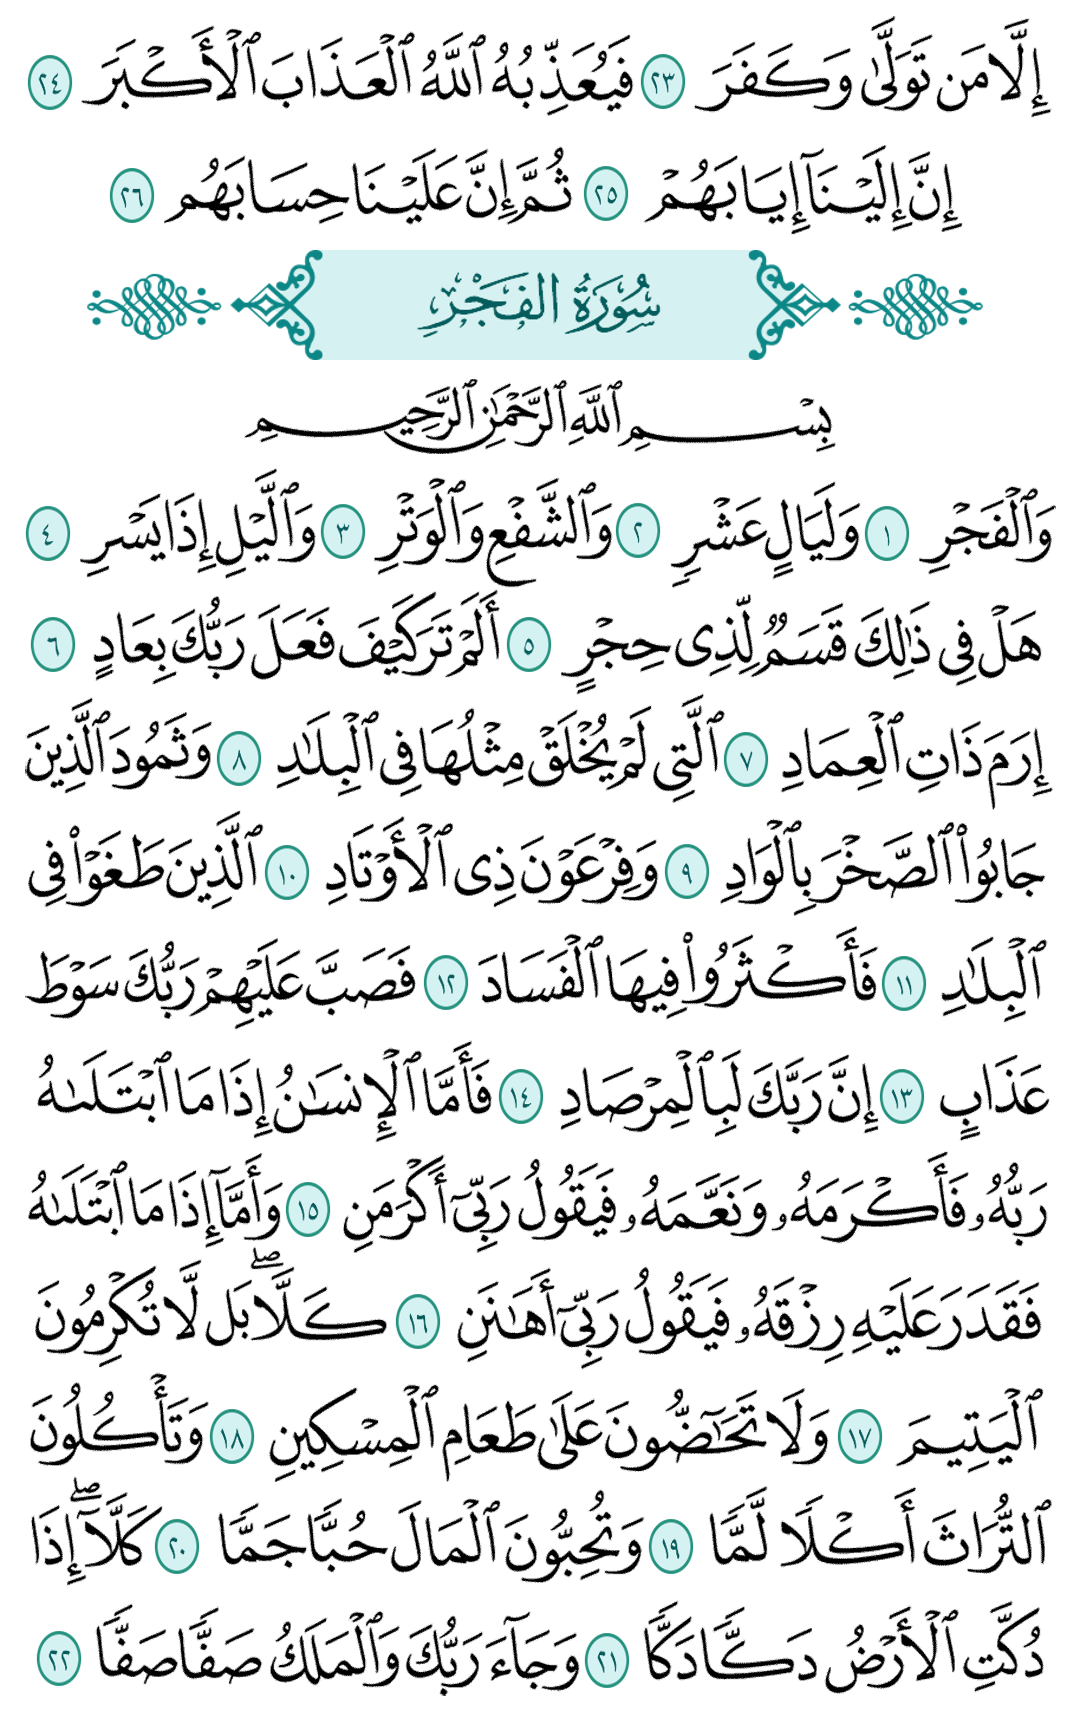 إِلَّا مَن تَوَلَّىٰ وَكَفَرَ ٢٣ فَيُعَذِّبُهُ ٱللَّهُ ٱلْعَذَابَ ٱلْأَكْبَرَ ٢٤
إِنَّ إِلَيْنَآ إِيَابَهُمْ ٢٥ ثُمَّ إِنَّ عَلَيْنَا حِسَابَهُم ٢٦
سُورَةُ الفَجْرِ
بِسْمِ ٱللَّهِ ٱلرَّحْمَٰنِ ٱلرَّحِيمِ
وَٱلْفَجْرِ ١ وَلَيَالٍ عَشْرٍ ٢ وَٱلشَّفْعِ وَٱلْوَتْرِ ٣ وَٱلَّيْلِ إِذَا يَسْرِ ٤
هَلْ فِى ذَٰلِكَ قَسَمٌ لِّذِى حِجْرٍ ٥ أَلَمْ تَرَ كَيْفَ فَعَلَ رَبُّكَ بِعَادٍ ٦
إِرَمَ ذَاتِ ٱلْعِمَادِ ٧ ٱلَّتِى لَمْ يُخْلَقْ مِثْلُهَا فِى ٱلْبِلَٰدِ ٨ وَثَمُودَ ٱلَّذِينَ
جَابُوا۟ ٱلصَّخْرَ بِٱلْوَادِ ٩ وَفِرْعَوْنَ ذِى ٱلْأَوْتَادِ ١٠ ٱلَّذِينَ طَغَوْا۟ فِى
ٱلْبِلَٰدِ ١١ فَأَكْثَرُوا۟ فِيهَا ٱلْفَسَادَ ١٢ فَصَبَّ عَلَيْهِمْ رَبُّكَ سَوْطَ
عَذَابٍ ١٣ إِنَّ رَبَّكَ لَبِٱلْمِرْصَادِ ١٤ فَأَمَّا ٱلْإِنسَٰنُ إِذَا مَا ٱبْتَلَىٰهُ
رَبُّهُۥ فَأَكْرَمَهُۥ وَنَعَّمَهُۥ فَيَقُولُ رَبِّىٓ أَكْرَمَنِ ١٥ وَأَمَّآ إِذَا مَا ٱبْتَلَىٰهُ
فَقَدَرَ عَلَيْهِ رِزْقَهُۥ فَيَقُولُ رَبِّىٓ أَهَٰنَنِ ١٦ كَلَّا ۖ بَل لَّا تُكْرِمُونَ
ٱلْيَتِيمَ ١٧ وَلَا تَحَٰٓضُّونَ عَلَىٰ طَعَامِ ٱلْمِسْكِينِ ١٨ وَتَأْكُلُونَ
ٱلتُّرَاثَ أَكْلًا لَّمًّا ١٩ وَتُحِبُّونَ ٱلْمَالَ حُبًّا جَمًّا ٢٠ كَلَّآ ۖ إِذَا
دُكَّتِ ٱلْأَرْضُ دَكًّا دَكًّا ٢١ وَجَآءَ رَبُّكَ وَٱلْمَلَكُ صَفًّا صَفًّا ٢٢